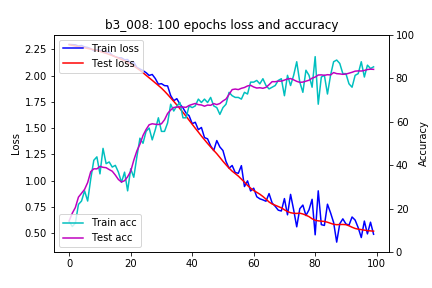 b3_008: 100 epochs loss and accuracy
Train loss
Test loss
Train acc
Test acc
Loss
2.25
2.00
1.75
1.50
1.25
1.00
0.75
0.50
Accuracy
100
80
60
40
20
0
0 20 40 60 80 100